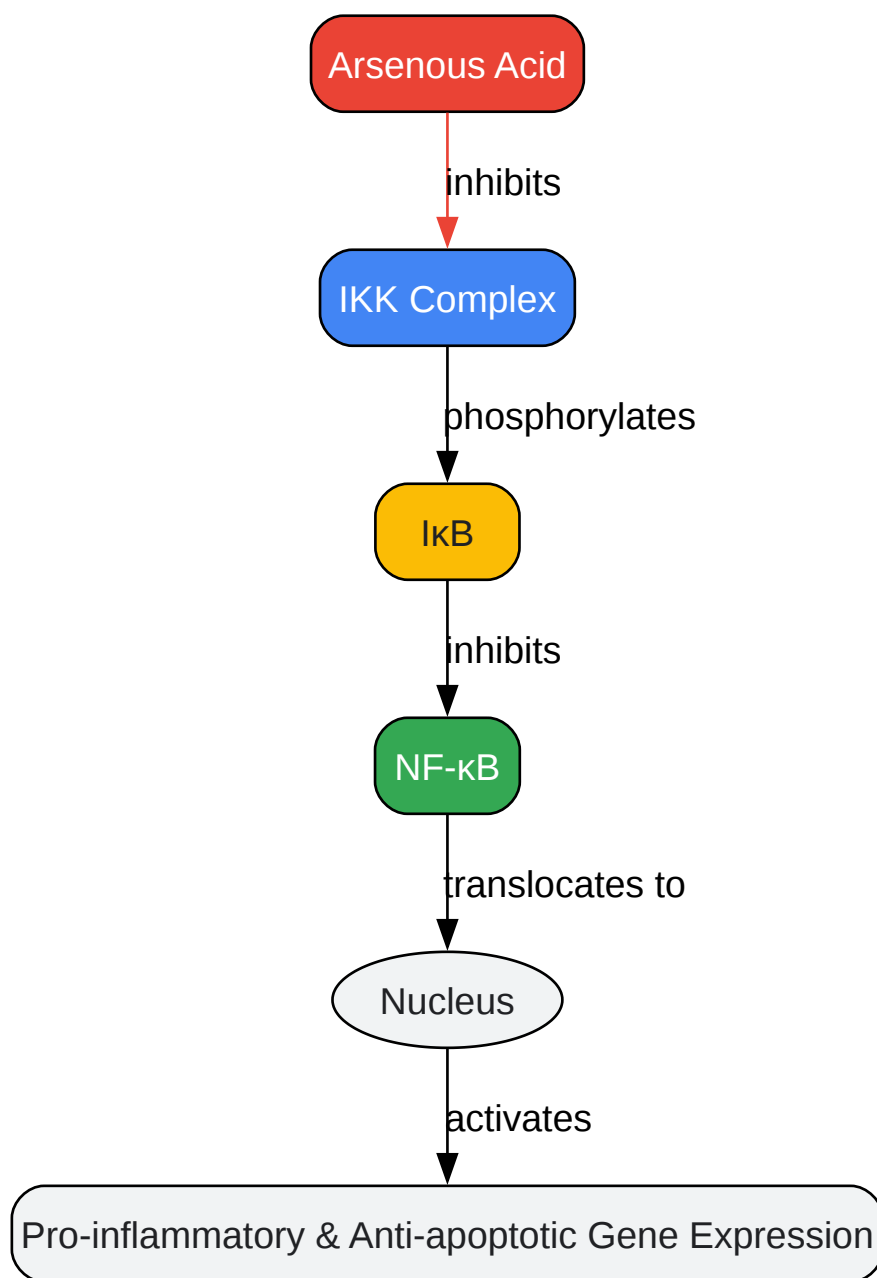 Arsenous Acid
inhibits
IKK Complex
phosphorylates
IκB
inhibits
NF-κB
translocates to
Nucleus
activates
Pro-inflammatory & Anti-apoptotic Gene Expression